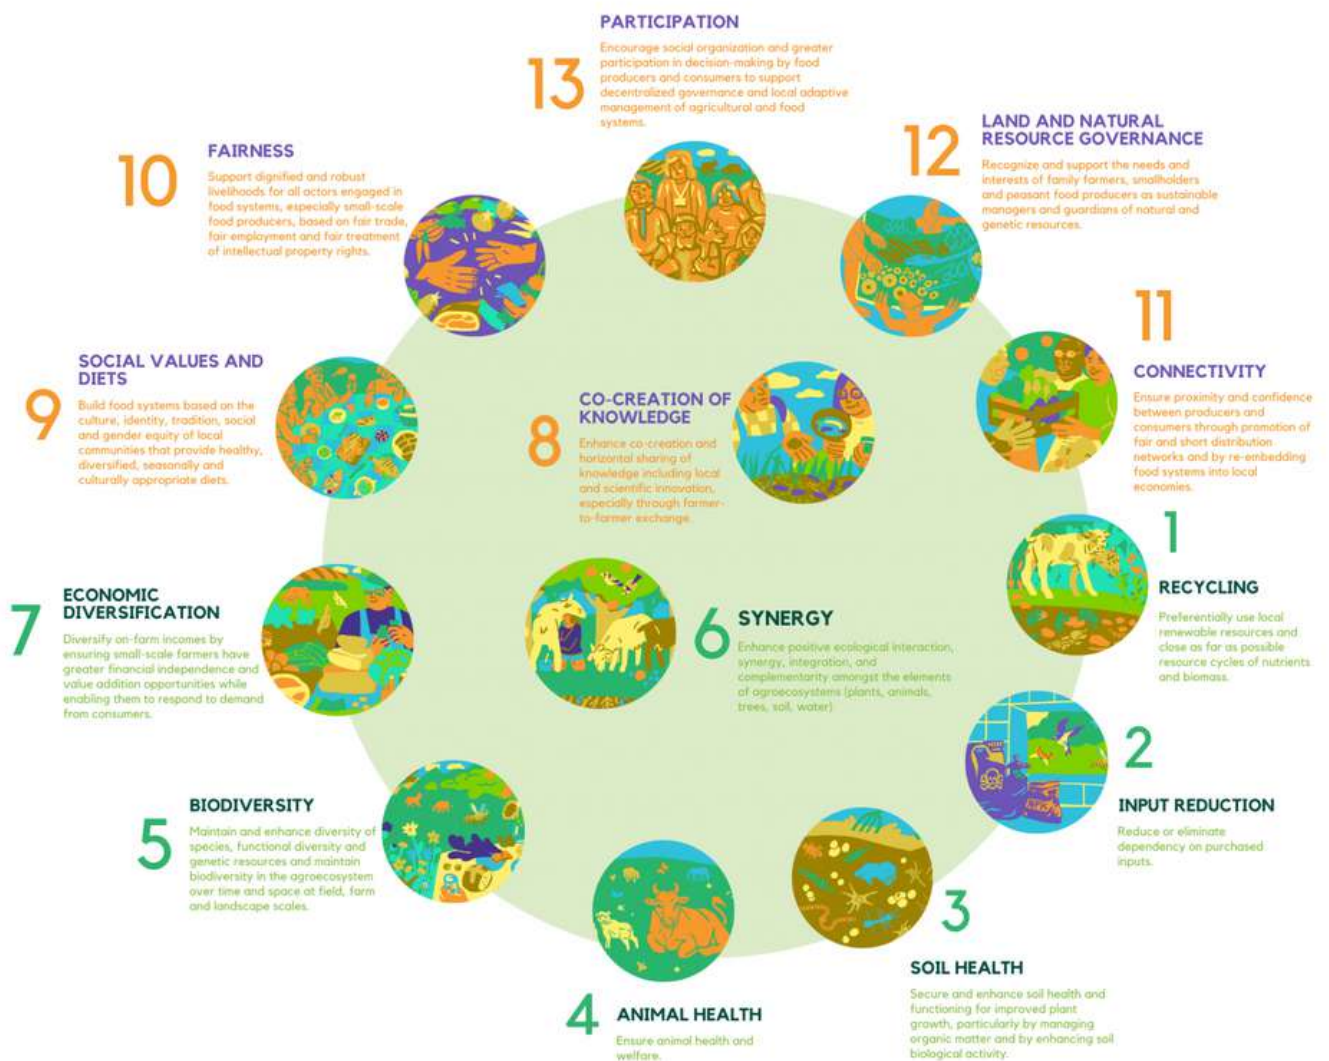 13
PARTICIPATION
Encourage social organization and greater
participation in decision-making by food
producers and consumers to support
decentralized governance and local adaptive
management of agricultural and food
systems.
12
LAND AND NATURAL
RESOURCE GOVERNANCE
Recognize and support the needs and
interests of family farmers, smallholders
and peasant food producers as sustainable
managers and guardians of natural and
genetic resources.
10
FAIRNESS
Support dignified and robust
livelihoods for all actors engaged in
food systems, especially small-scale
food producers, based on fair trade,
fair employment and fair treatment
of intellectual property rights.
11
CONNECTIVITY
Ensure proximity and confidence
between producers and
consumers through promotion of
fair and short distribution
networks and by re-embedding
food systems into local
economies.
9
SOCIAL VALUES AND
DIETS
Build food systems based on the
culture, identity, tradition, social
and gender equity of local
communities that provide healthy,
diversified, seasonally and
culturally appropriate diets.
8
CO-CREATION OF
KNOWLEDGE
Enhance co-creation and
horizontal sharing of
knowledge including local
and scientific innovation,
especially through farmer-
to-farmer exchange.
1
RECYCLING
Preferentially use local
renewable resources and
close as far as possible
resource cycles of nutrients
and biomass.
7
ECONOMIC
DIVERSIFICATION
Diversify on-farm incomes by
ensuring small-scale farmers have
greater financial independence and
value addition opportunities while
enabling them to respond to demand
from consumers.
6
SYNERGY
Enhance positive ecological interaction,
synergy, integration, and
complementarity amongst the elements
of agroecosystems (plants, animals,
trees, soil, water)
2
INPUT REDUCTION
Reduce or eliminate
dependency on purchased
inputs.
NPK
5
BIODIVERSITY
Maintain and enhance diversity of
species, functional diversity and
genetic resources and maintain
biodiversity in the agroecosystem
over time and space at field, farm
and landscape scales.
3
SOIL HEALTH
Secure and enhance soil health and
functioning for improved plant
growth, particularly by managing
organic matter and by enhancing soil
biological activity.
4
ANIMAL HEALTH
Ensure animal health and
welfare.